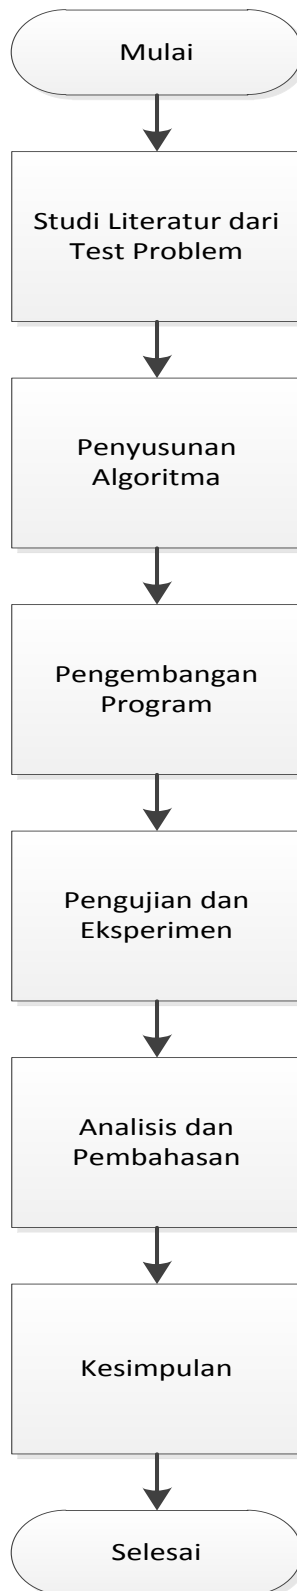 Mulai
Studi Literatur dari
Test Problem
Penyusunan
Algoritma
Pengembangan
Program
Pengujian dan
Eksperimen
Analisis dan
Pembahasan
Kesimpulan
Selesai